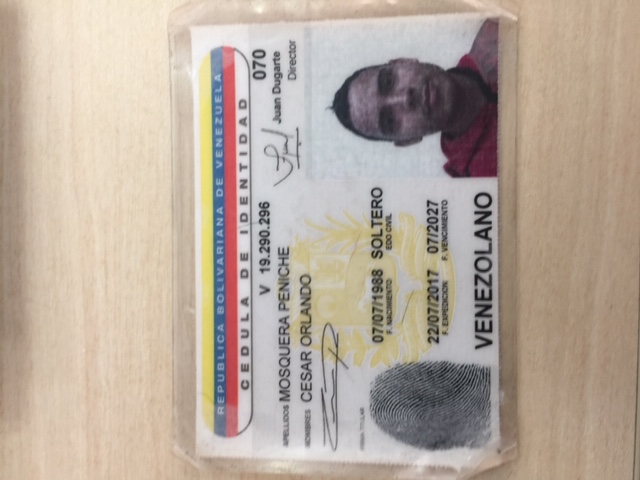 REPUBLICA BOLIVARIANA DE VENEZUELA
CEDULA DE IDENTIDAD
V 19.290.296
070
APELLIDOS MOSQUERA PENICHE
Juan Dugarte
Director
NOMBRES CESAR ORLANDO
FIRMA TITULAR
07/07/1988 SOLTERO
F. NACIMIENTO EDO CIVIL
22/07/2017 07/2027
F. EXPEDICION F. VENCIMIENTO
VENEZOLANO